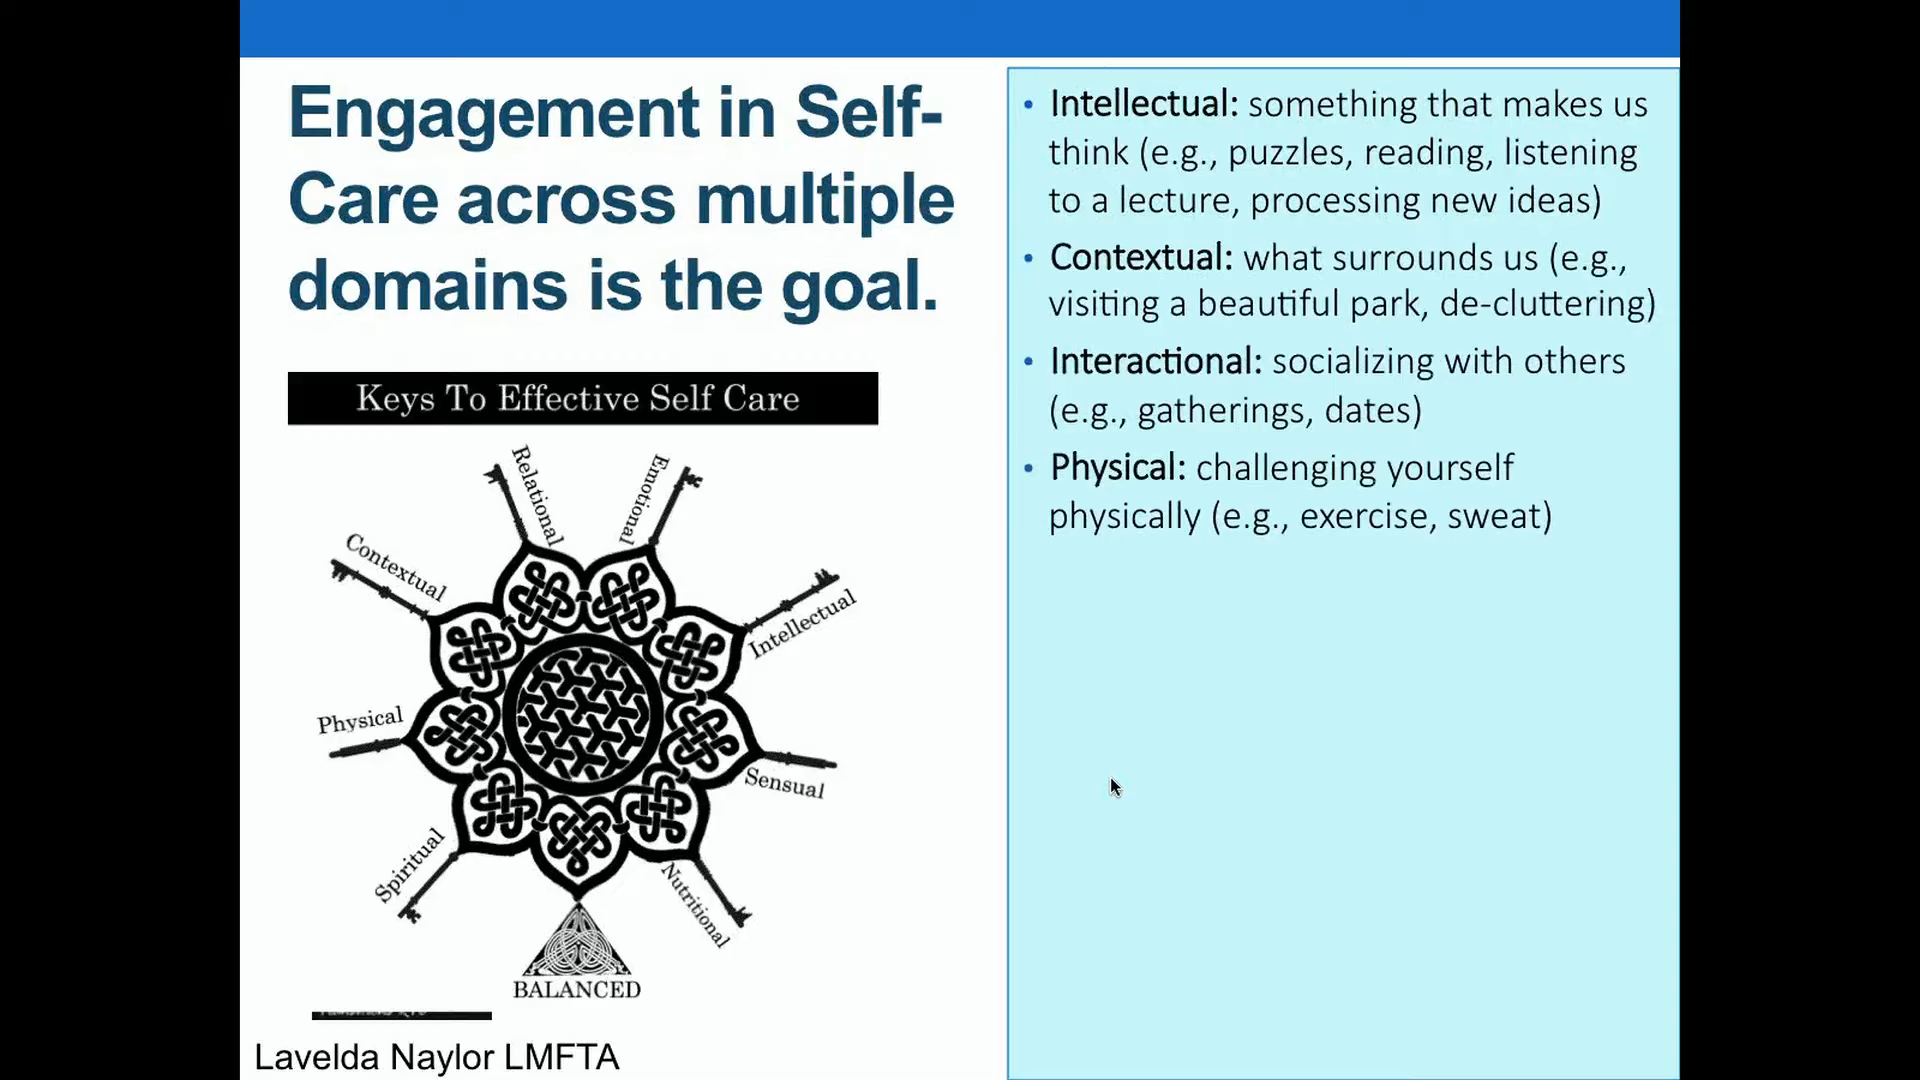 Engagement in Self-
Care across multiple
domains is the goal.
Keys To Effective Self Care
Relational
Emotional
Contextual
Intellectual
Physical
Sensual
Spiritual
Nutritional
BALANCED
Lavelda Naylor LMFTA
• Intellectual: something that makes us
think (e.g., puzzles, reading, listening
to a lecture, processing new ideas)
• Contextual: what surrounds us (e.g.,
visiting a beautiful park, de-cluttering)
• Interactional: socializing with others
(e.g., gatherings, dates)
• Physical: challenging yourself
physically (e.g., exercise, sweat)